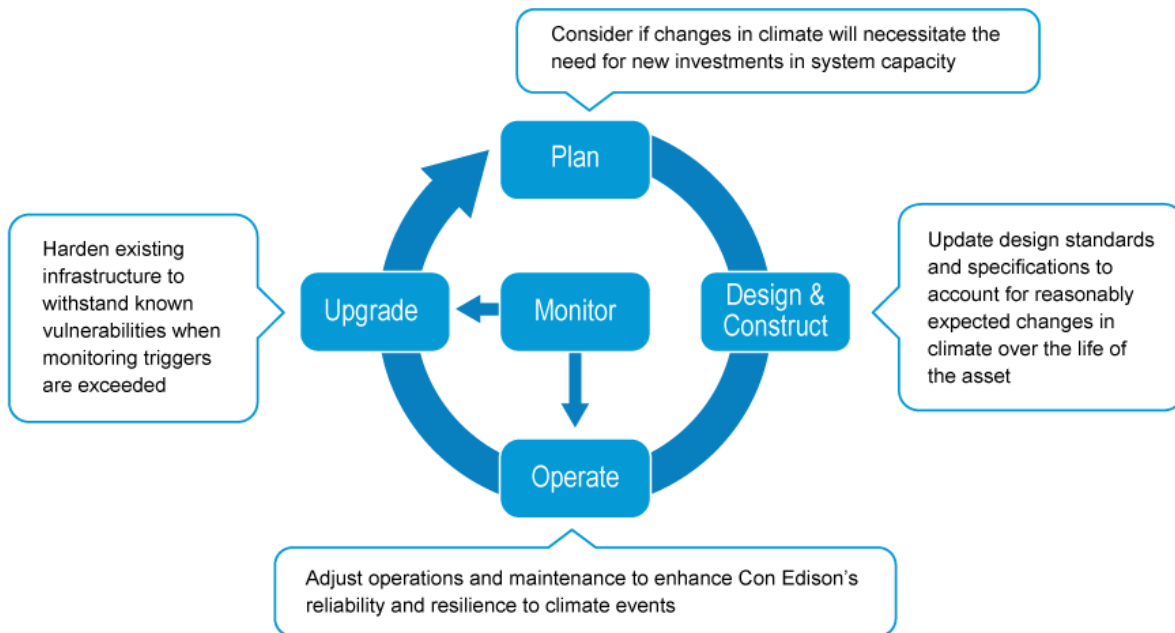 Consider if changes in climate will necessitate the
need for new investments in system capacity
Plan
Harden existing
infrastructure to
withstand known
vulnerabilities when
monitoring triggers
are exceeded
Upgrade
Monitor
Design &
Construct
Update design standards
and specifications to
account for reasonably
expected changes in
climate over the life of
the asset
Operate
Adjust operations and maintenance to enhance Con Edison’s
reliability and resilience to climate events